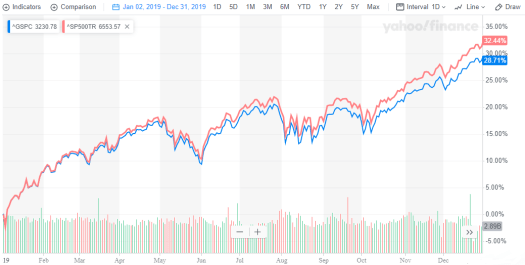 Indicators Comparison Jan 02, 2019 - Dec 31, 2019 1D 5D 1M 3M 6M YTD 1Y 2Y 5Y Max Interval 1D Line Draw
^GSPC 3230.78 ^SP500TR 6553.57 ×
yahoo!finance
35.00%
32.44%
30.00%
28.71%
25.00%
20.00%
15.00%
10.00%
5.00%
0.00%
2.89B
-5.00%
19 Feb Mar Apr May Jun Jul Aug Sep Oct Nov Dec